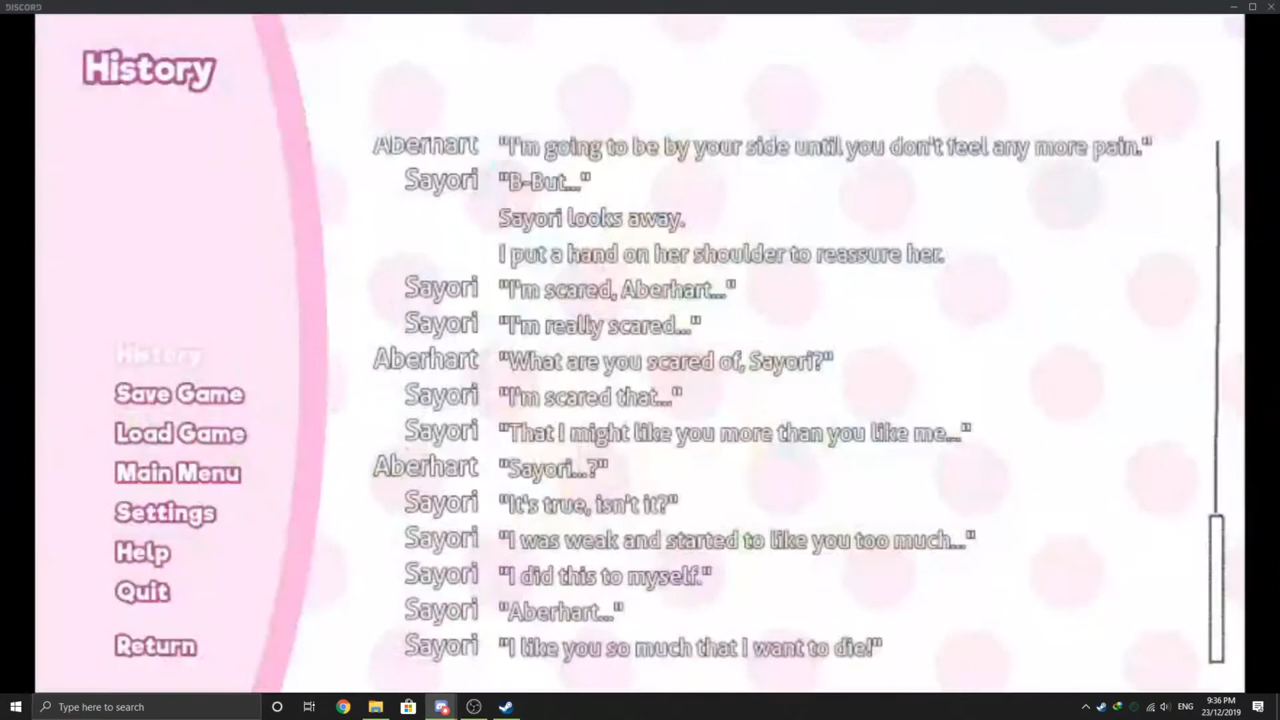 DISCORD
History
Aberhart "I'm going to be by your side until you don't feel any more pain."
Sayori "B-But..."
Sayori looks away.
I put a hand on her shoulder to reassure her.
Sayori "I'm scared, Aberhart..."
Sayori "I'm really scared..."
Aberhart "What are you scared of, Sayori?"
Sayori "I'm scared that..."
Sayori "That I might like you more than you like me..."
Aberhart "Sayori...?"
Sayori "It's true, isn't it?"
Sayori "I was weak and started to like you too much..."
Sayori "I did this to myself."
Sayori "Aberhart..."
Sayori "I like you so much that I want to die!"
History
Save Game
Load Game
Main Menu
Settings
Help
Quit
Return
Type here to search
ENG
9:36 PM
23/12/2019